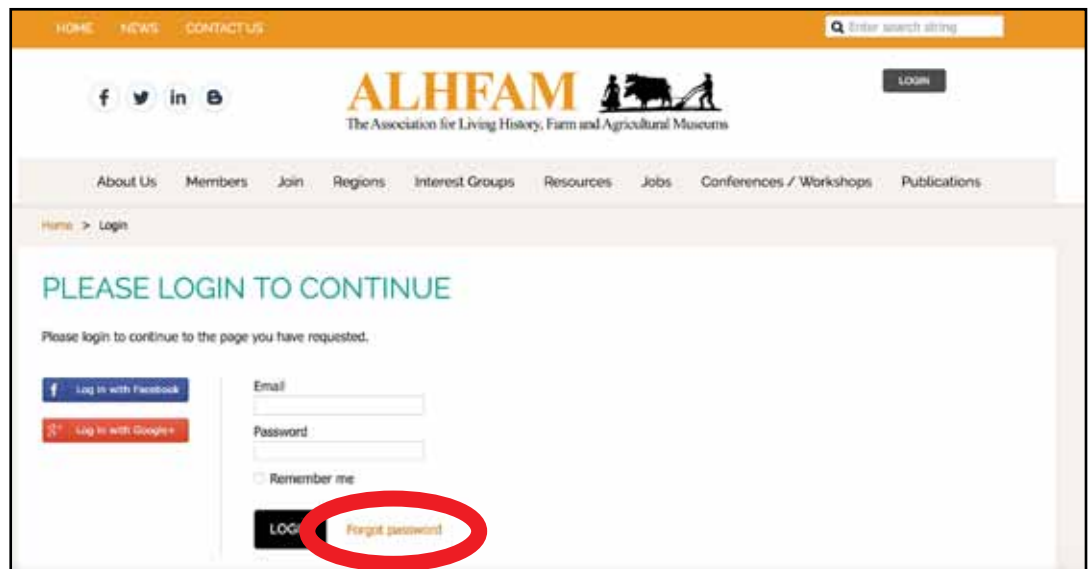 HOME NEWS CONTACT US
Enter search string
LOGIN
f in B
ALHFAM
The Association for Living History, Farm and Agricultural Museums
About Us Members Join Regions Interest Groups Resources Jobs Conferences / Workshops Publications
Home > Login
PLEASE LOGIN TO CONTINUE
Please login to continue to the page you have requested.
f Log in with Facebook
g+ Log in with Google+
Email
Password
Remember me
LOGI
Forgot password